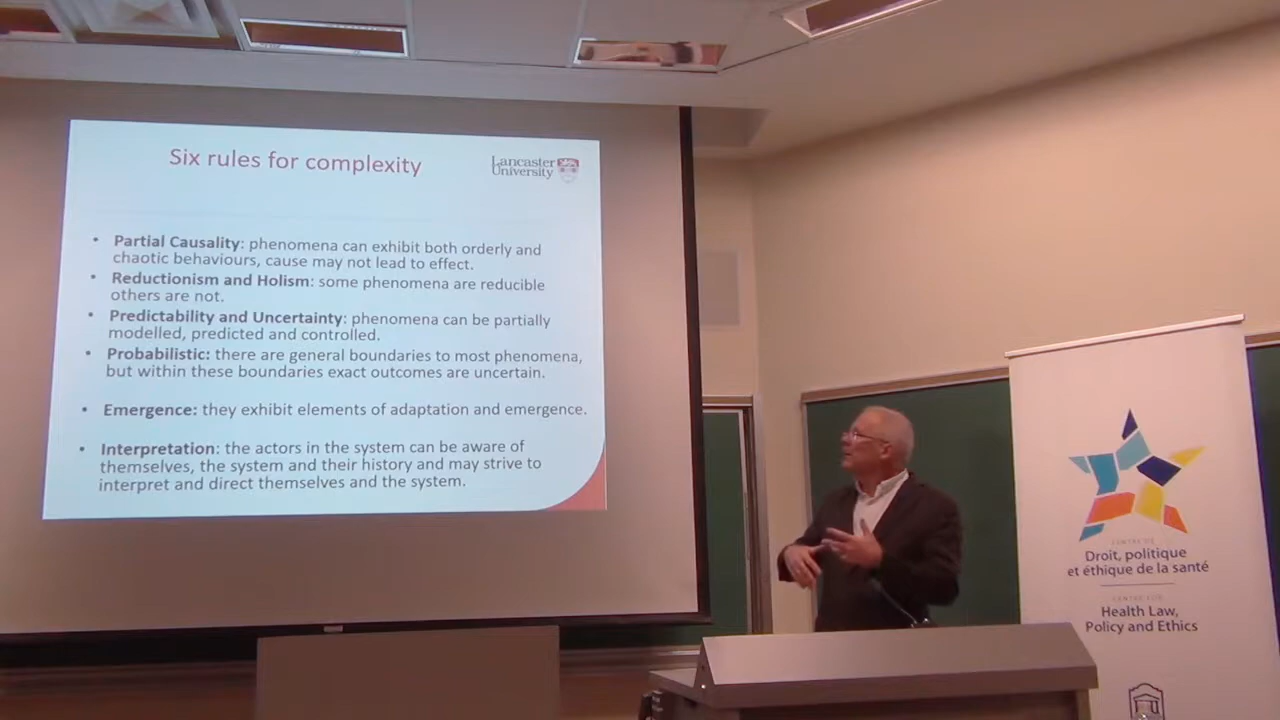 Six rules for complexity
Lancaster
University
• Partial Causality: phenomena can exhibit both orderly and
chaotic behaviours, cause may not lead to effect.
• Reductionism and Holism: some phenomena are reducible
others are not.
• Predictability and Uncertainty: phenomena can be partially
modelled, predicted and controlled.
• Probabilistic: there are general boundaries to most phenomena,
but within these boundaries exact outcomes are uncertain.
• Emergence: they exhibit elements of adaptation and emergence.
• Interpretation: the actors in the system can be aware of
themselves, the system and their history and may strive to
interpret and direct themselves and the system.
CENTRE DE
Droit, politique
et éthique de la santé
CENTRE FOR
Health Law,
Policy and Ethics